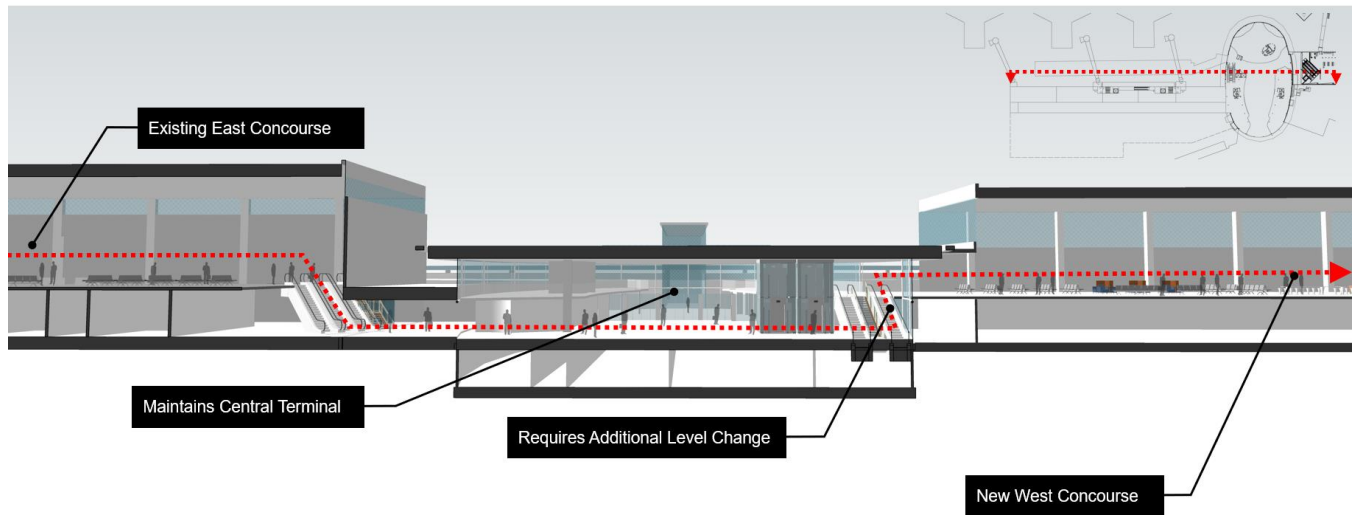 Existing East Concourse
Maintains Central Terminal
Requires Additional Level Change
New West Concourse